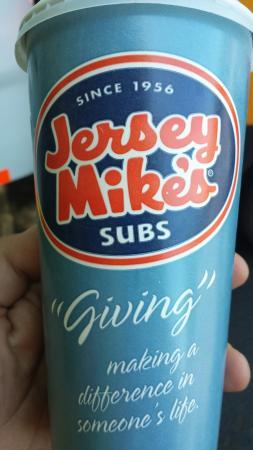 SINCE 1956
Jersey
Mike's®
SUBS
"Giving"
making a
difference in
someone's life.